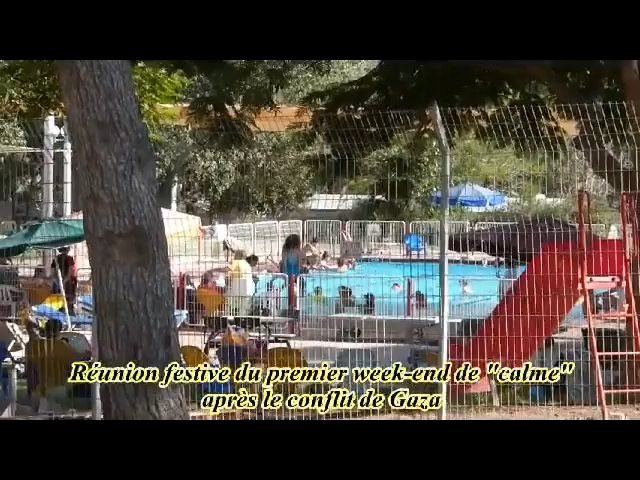 Réunion festive du premier week-end de "calme"
après le conflit de Gaza